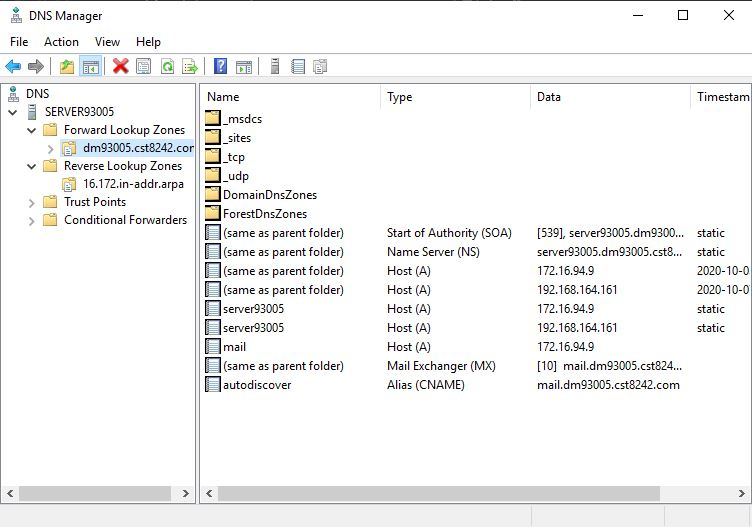 DNS Manager
File Action View Help
DNS
SERVER93005
Forward Lookup Zones
dm93005.cst8242.cor
Reverse Lookup Zones
16.172.in-addr.arpa
Trust Points
Conditional Forwarders
Name Type Data Timestam
_msdcs
_sites
_tcp
_udp
DomainDnsZones
ForestDnsZones
(same as parent folder) Start of Authority (SOA) [539], server93005.dm9300... static
(same as parent folder) Name Server (NS) server93005.dm93005.cst8... static
(same as parent folder) Host (A) 172.16.94.9 2020-10-0
(same as parent folder) Host (A) 192.168.164.161 2020-10-0
server93005 Host (A) 172.16.94.9 static
server93005 Host (A) 192.168.164.161 static
mail Host (A) 172.16.94.9
(same as parent folder) Mail Exchanger (MX) [10] mail.dm93005.cst824...
autodiscover Alias (CNAME) mail.dm93005.cst8242.com